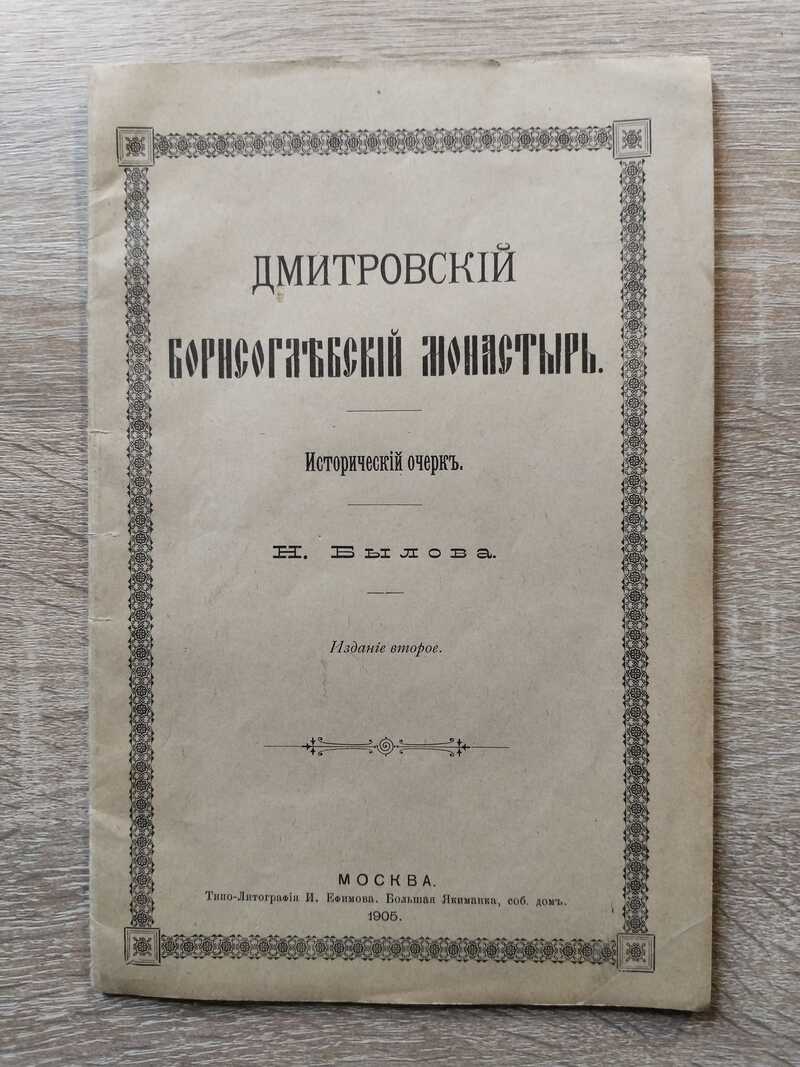 ДМИТРОВСКІЙ
БОРИСОГЛѢБСКІЙ МОНАСТЫРЬ.
Историческій очеркъ.
Н. Былова.
Изданіе второе.
МОСКВА.
Типо-Литографія И. Ефимова. Большая Якиманка, соб. домъ.
1905.